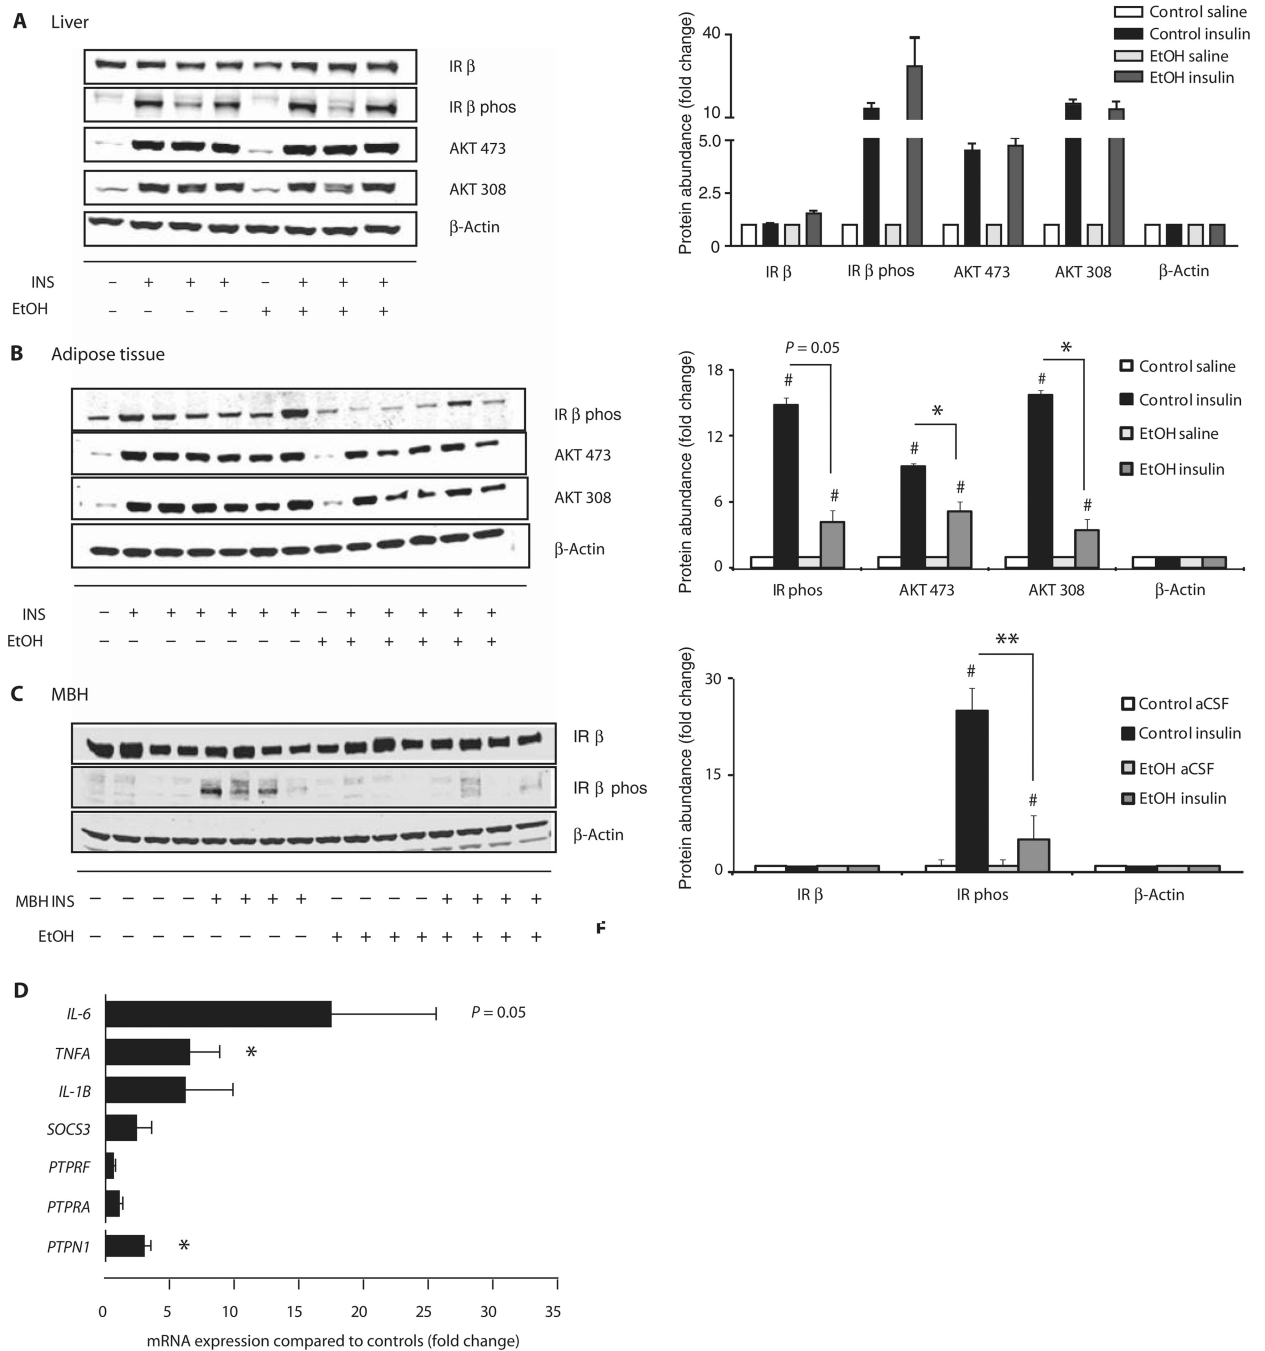 A Liver
IR β
IR β phos
AKT 473
AKT 308
β-Actin
INS – + + + – + + +
EtOH – – – – + + + +
Protein abundance (fold change)
40
10
5.0
2.5
0
Control saline
Control insulin
EtOH saline
EtOH insulin
IR β IR β phos AKT 473 AKT 308 β-Actin
B Adipose tissue
IR β phos
AKT 473
AKT 308
β-Actin
INS – + + + + + + – + + + + +
EtOH – – – – – – – + + + + + +
Protein abundance (fold change)
18
12
6
0
P = 0.05
# # # * # # * #
Control saline
Control insulin
EtOH saline
EtOH insulin
IR phos AKT 473 AKT 308 β-Actin
C MBH
IR β
IR β phos
β-Actin
MBH INS – – – – + + + + – – – – + + + +
EtOH – – – – – – – – + + + + + + + +
Protein abundance (fold change)
30
15
0
# ** #
Control aCSF
Control insulin
EtOH aCSF
EtOH insulin
IR β IR phos β-Actin
F
D
IL-6 P = 0.05
TNFA *
IL-1B
SOCS3
PTPRF
PTPRA
PTPN1 *
0 5 10 15 20 25 30 35
mRNA expression compared to controls (fold change)